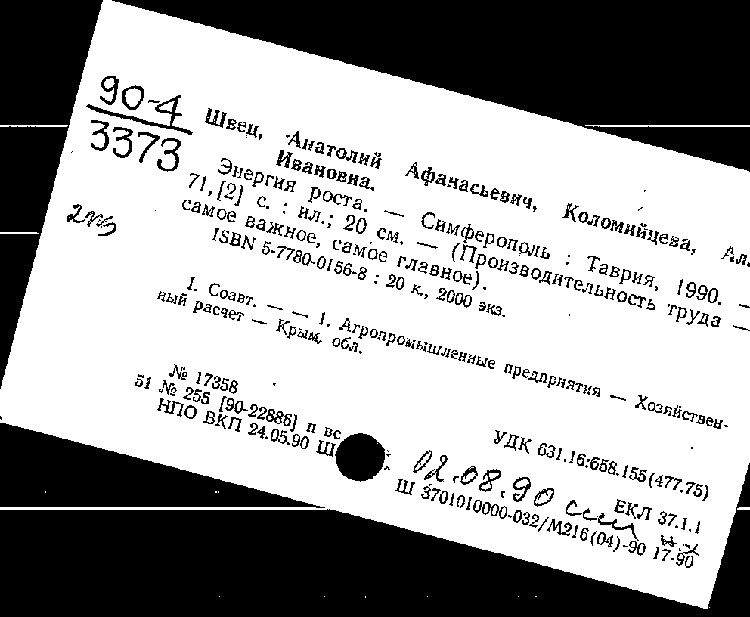 90-4
3373
Швец, Анатолий Афанасьевич, Коломийцева,
Ивановна.
Энергия роста. — Симферополь : Таврия, 1990. —
71, [2] с. : ил.; 20 см. — (Производительность труда —
самое важное, самое главное).
ISBN 5-7780-0156-8 : 20 к., 2000 экз.
I. Соавт. — — 1. Агропромышленные предприятия — Хозяйствен-
ный расчет — Крым. обл.
№ 17358
51 № 255 [90-22886] п вс
НПО ВКП 24.05.90 Ш
УДК 631.16:658.155(477.75)
ЕКЛ 37.1.1
02.08.90
Ш 3701010000-032/М216(04)-90 17-90